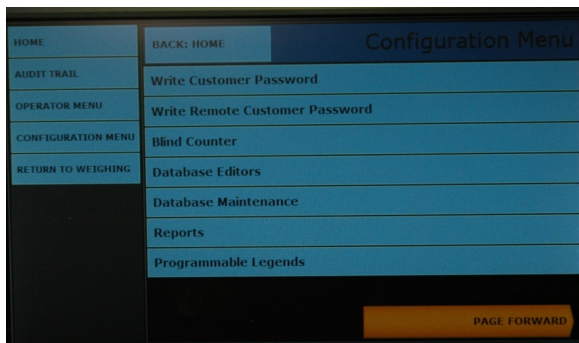 HOME
AUDIT TRAIL
OPERATOR MENU
CONFIGURATION MENU
RETURN TO WEIGHING
BACK: HOME
Configuration Menu
Write Customer Password
Write Remote Customer Password
Blind Counter
Database Editors
Database Maintenance
Reports
Programmable Legends
PAGE FORWARD